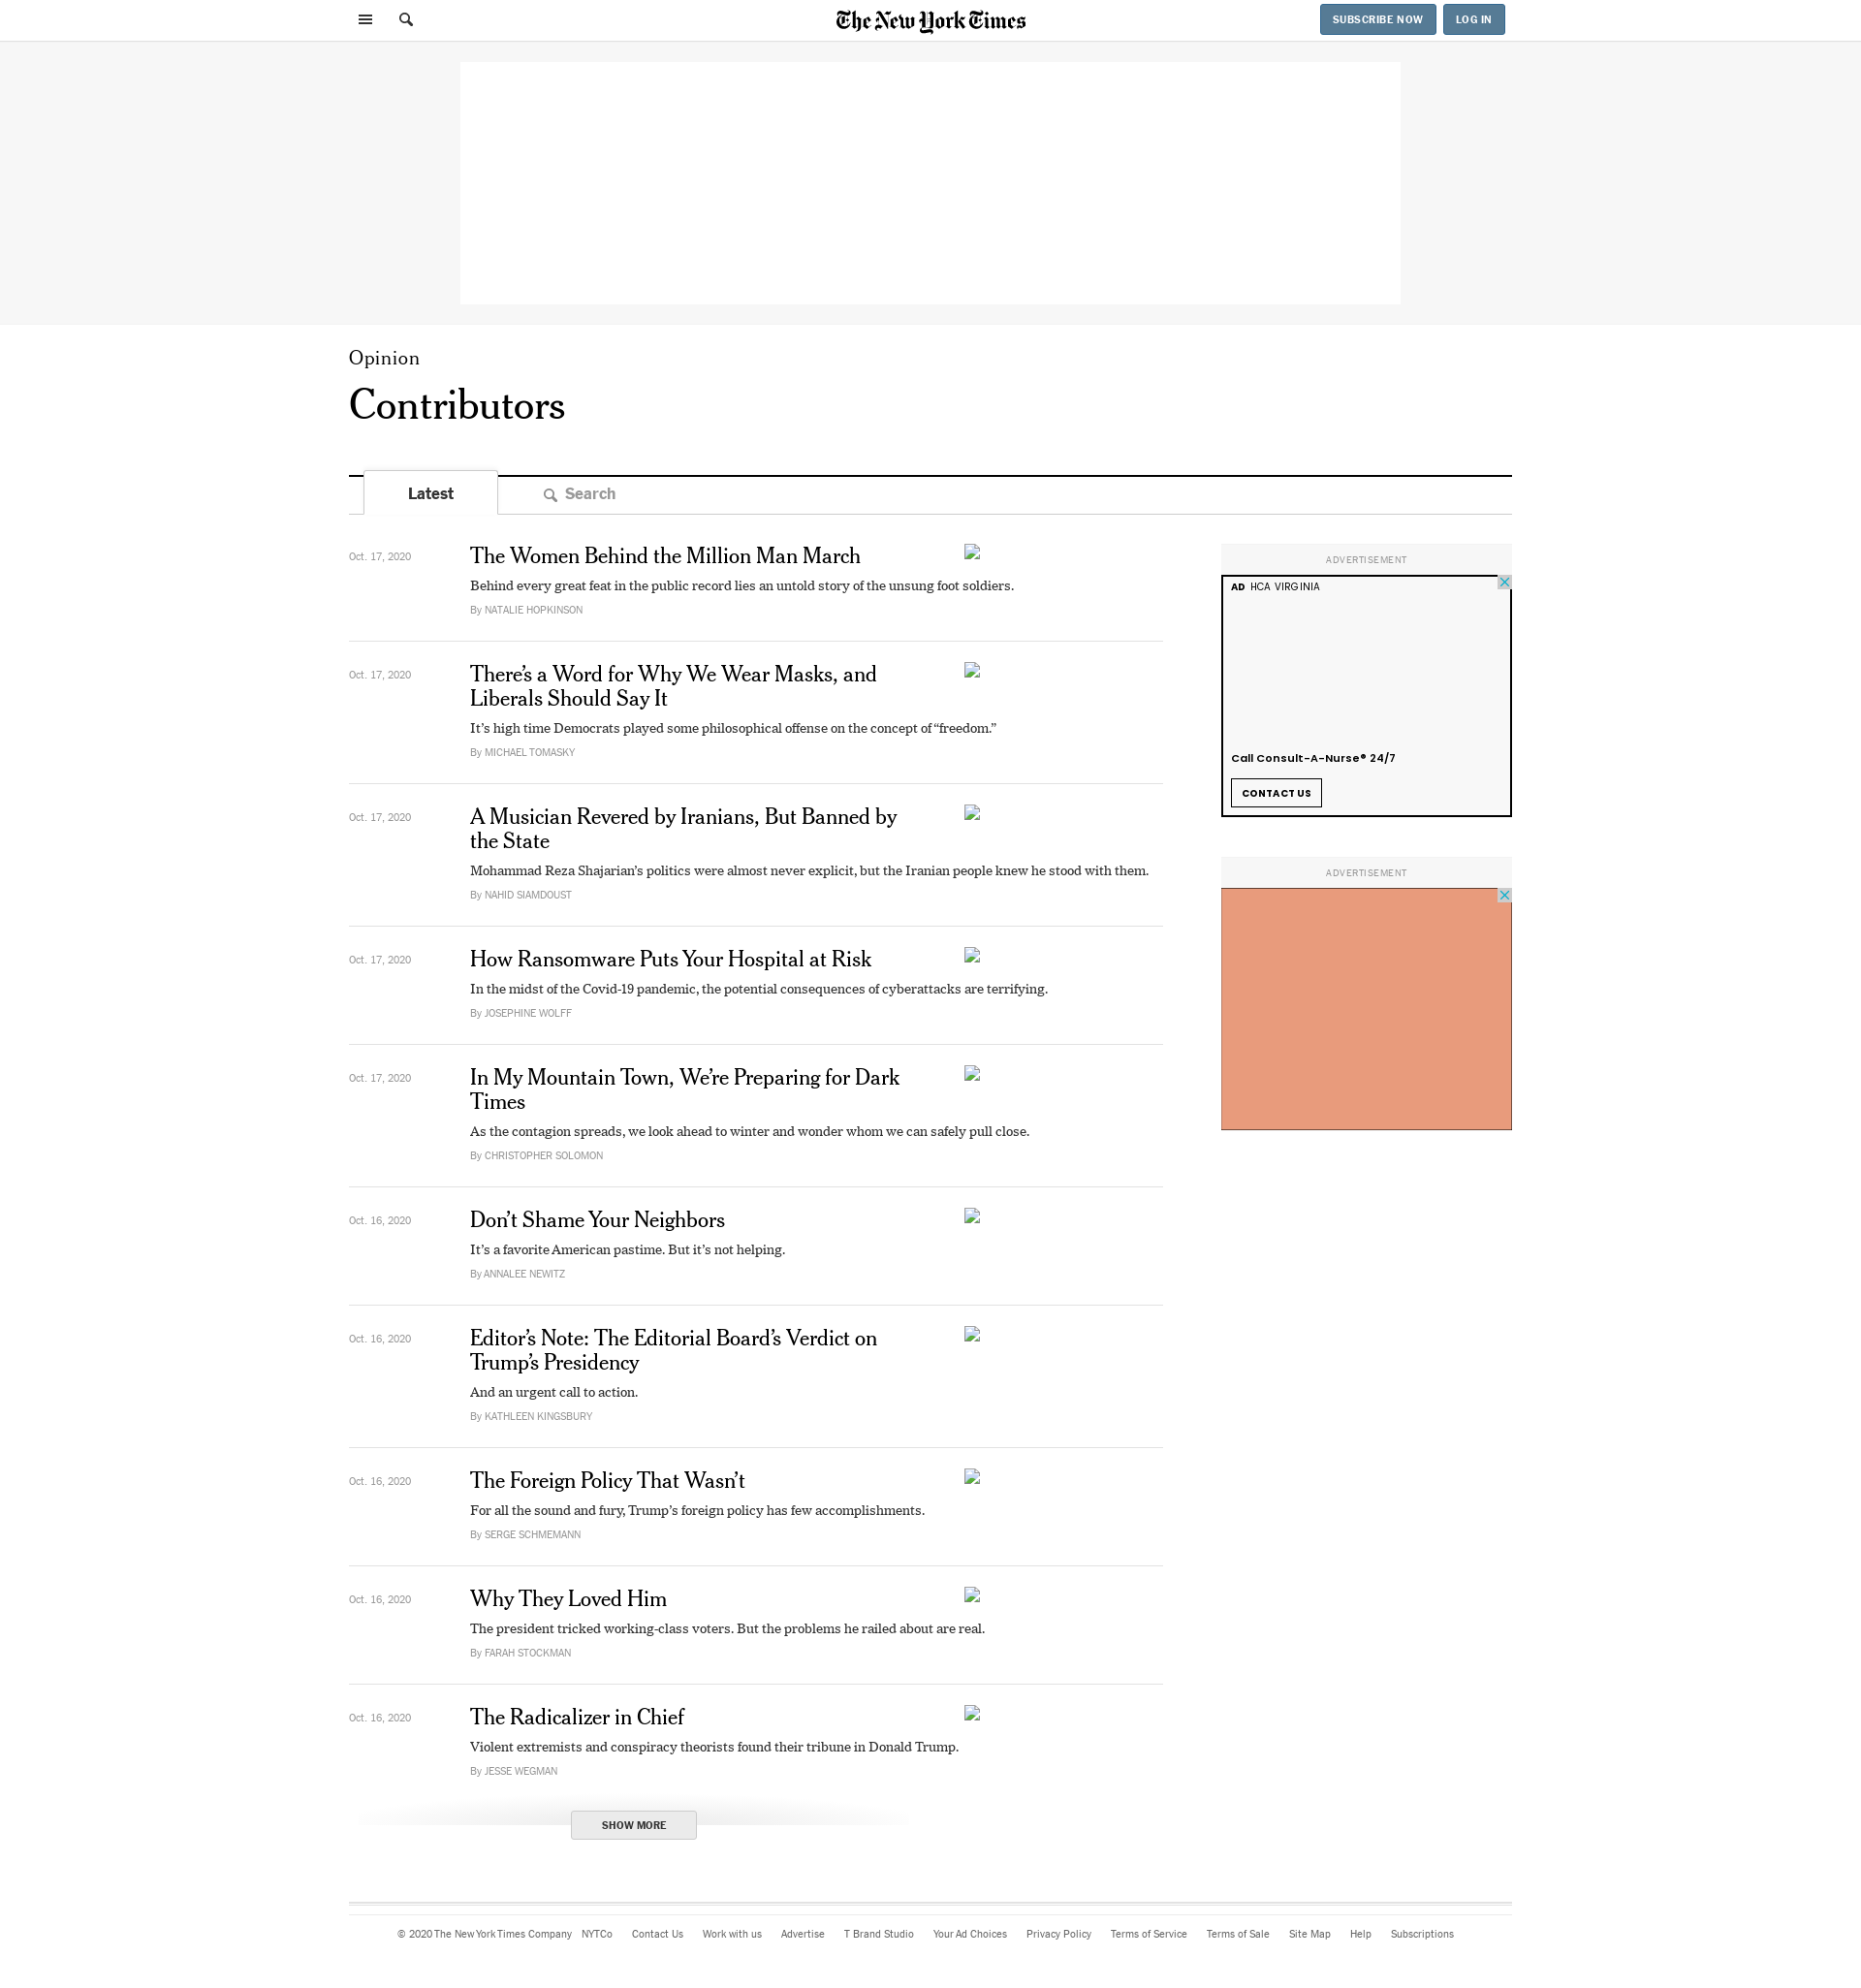 The New York Times
SUBSCRIBE NOW
LOG IN
Opinion
Contributors
Latest
Search
Oct. 17, 2020
The Women Behind the Million Man March
Behind every great feat in the public record lies an untold story of the unsung foot soldiers.
By NATALIE HOPKINSON
Oct. 17, 2020
There’s a Word for Why We Wear Masks, and
Liberals Should Say It
It’s high time Democrats played some philosophical offense on the concept of “freedom.”
By MICHAEL TOMASKY
Oct. 17, 2020
A Musician Revered by Iranians, But Banned by
the State
Mohammad Reza Shajarian’s politics were almost never explicit, but the Iranian people knew he stood with them.
By NAHID SIAMDOUST
Oct. 17, 2020
How Ransomware Puts Your Hospital at Risk
In the midst of the Covid-19 pandemic, the potential consequences of cyberattacks are terrifying.
By JOSEPHINE WOLFF
Oct. 17, 2020
In My Mountain Town, We’re Preparing for Dark
Times
As the contagion spreads, we look ahead to winter and wonder whom we can safely pull close.
By CHRISTOPHER SOLOMON
Oct. 16, 2020
Don’t Shame Your Neighbors
It’s a favorite American pastime. But it’s not helping.
By ANNALEE NEWITZ
Oct. 16, 2020
Editor’s Note: The Editorial Board’s Verdict on
Trump’s Presidency
And an urgent call to action.
By KATHLEEN KINGSBURY
Oct. 16, 2020
The Foreign Policy That Wasn’t
For all the sound and fury, Trump’s foreign policy has few accomplishments.
By SERGE SCHMEMANN
Oct. 16, 2020
Why They Loved Him
The president tricked working-class voters. But the problems he railed about are real.
By FARAH STOCKMAN
Oct. 16, 2020
The Radicalizer in Chief
Violent extremists and conspiracy theorists found their tribune in Donald Trump.
By JESSE WEGMAN
SHOW MORE
ADVERTISEMENT
AD HCA VIRGINIA
Call Consult-A-Nurse® 24/7
CONTACT US
ADVERTISEMENT
© 2020 The New York Times Company NYTCo Contact Us Work with us Advertise T Brand Studio Your Ad Choices Privacy Policy Terms of Service Terms of Sale Site Map Help Subscriptions